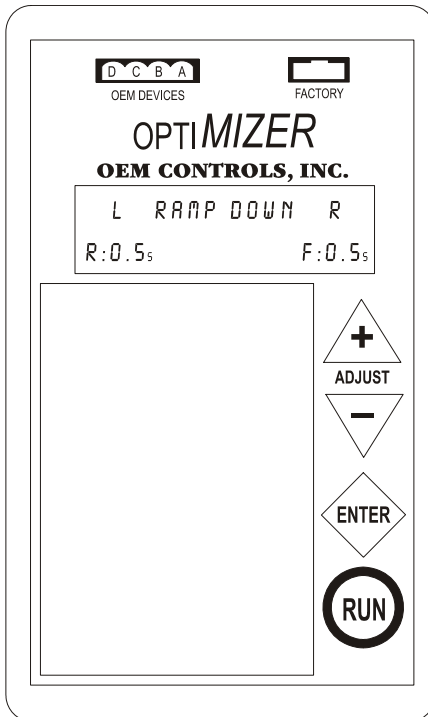 D C B A
OEM DEVICES
FACTORY
OPTIMIZER
OEM CONTROLS, INC.
L RAMP DOWN R
R:0.5s F:0.5s
+
ADJUST
−
ENTER
RUN